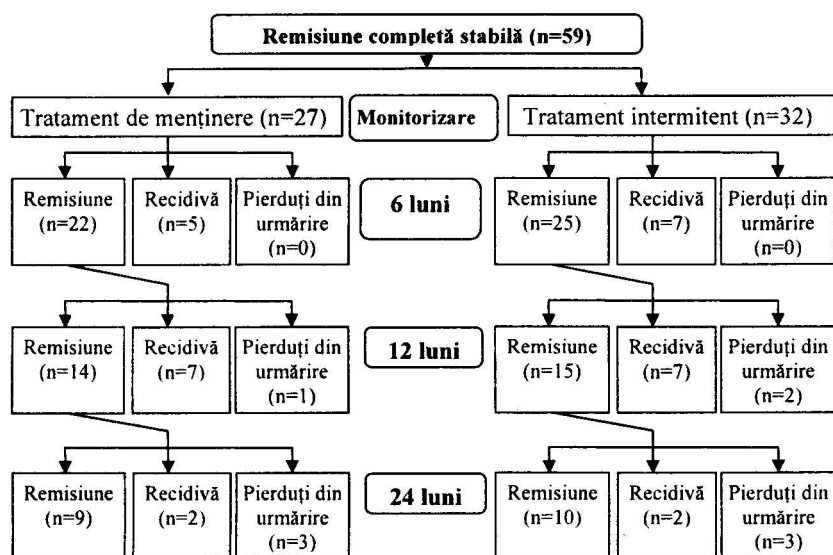 Remisiune completă stabilă (n=59)
Tratament de menținere (n=27)
Monitorizare
Tratament intermitent (n=32)
Remisiune
(n=22)
Recidivă
(n=5)
Pierduți din
urmărire
(n=0)
6 luni
Remisiune
(n=25)
Recidivă
(n=7)
Pierduți din
urmărire
(n=0)
Remisiune
(n=14)
Recidivă
(n=7)
Pierduți din
urmărire
(n=1)
12 luni
Remisiune
(n=15)
Recidivă
(n=7)
Pierduți din
urmărire
(n=2)
Remisiune
(n=9)
Recidivă
(n=2)
Pierduți din
urmărire
(n=3)
24 luni
Remisiune
(n=10)
Recidivă
(n=2)
Pierduți din
urmărire
(n=3)